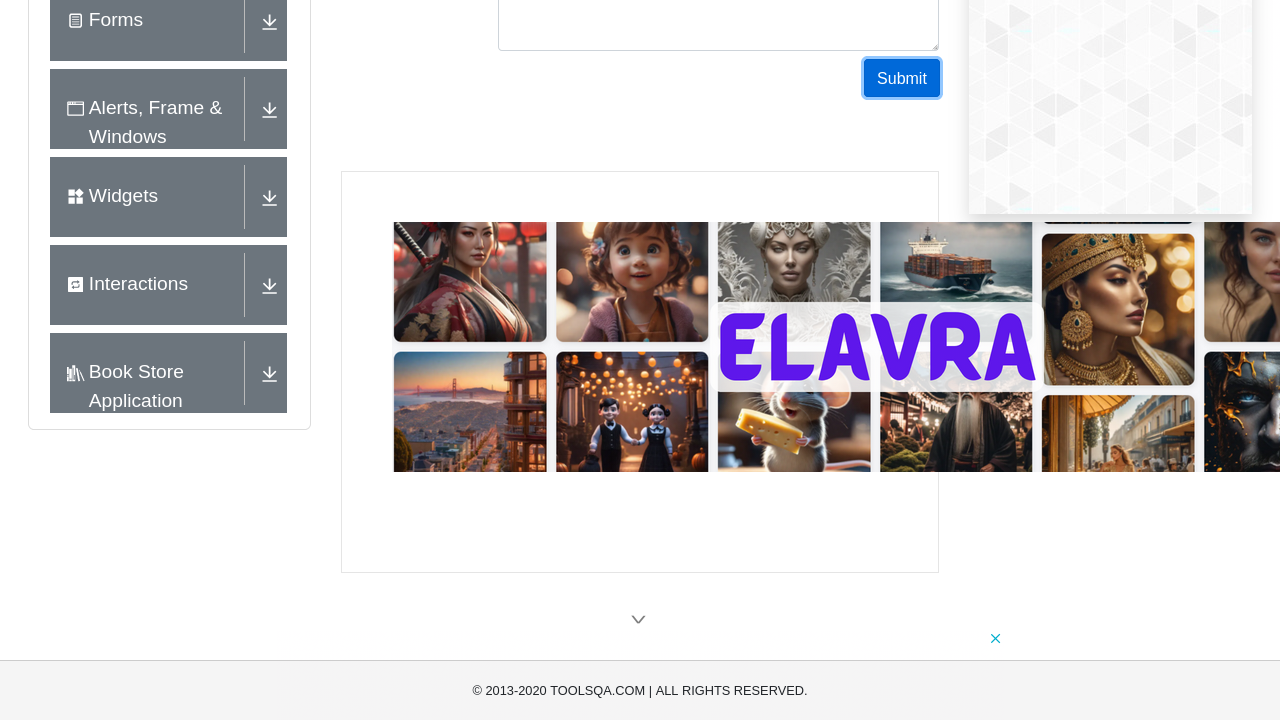 Forms
Submit
Alerts, Frame &
Windows
Widgets
Interactions
ELAVRA
Book Store
Application
© 2013-2020 TOOLSQA.COM | ALL RIGHTS RESERVED.